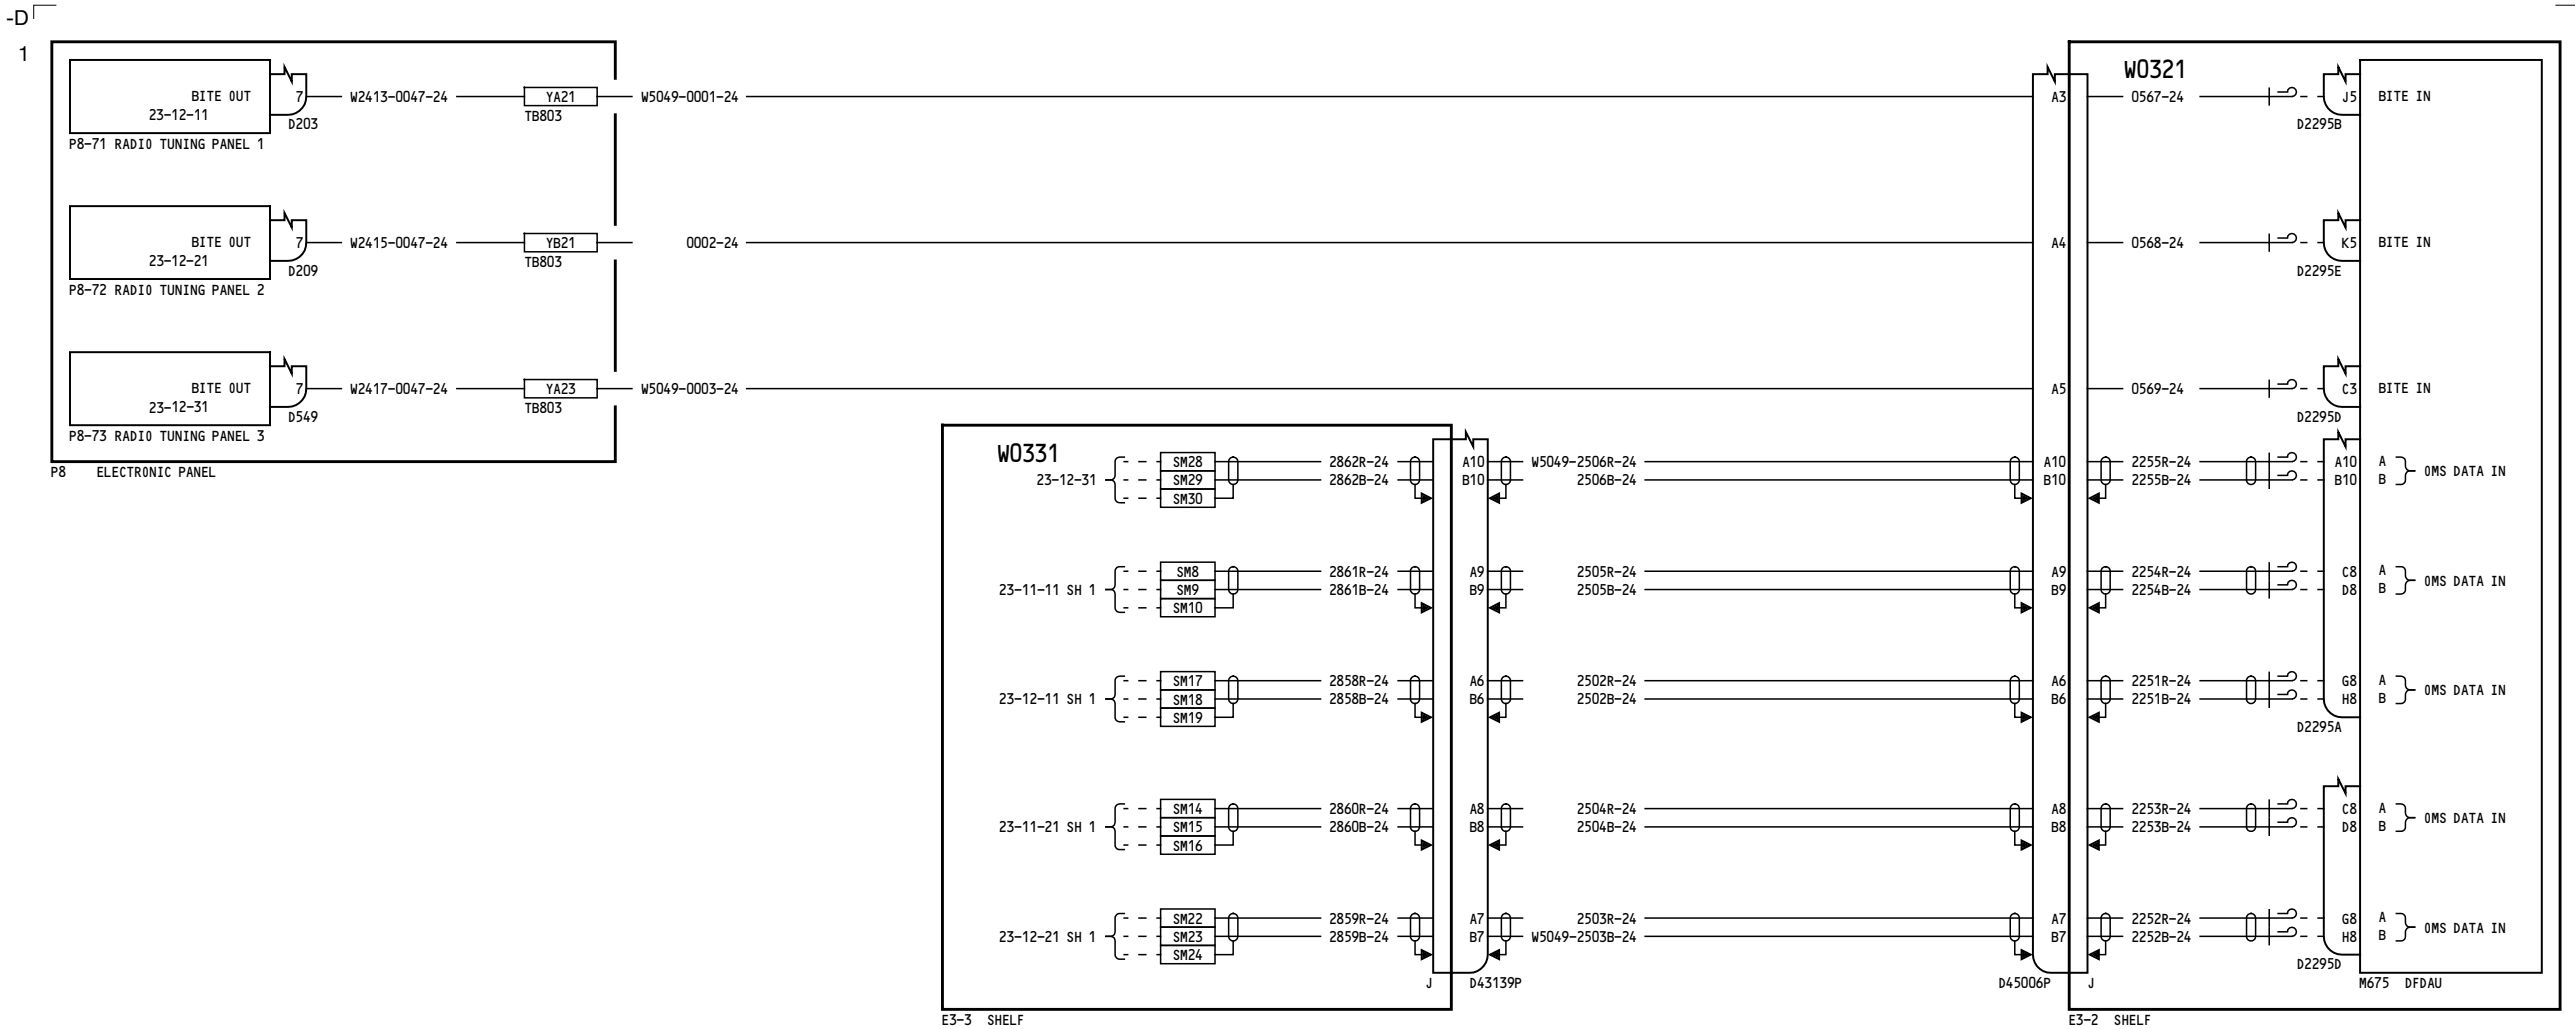 -D
1
W0321
BITE OUT 7 W2413-0047-24 YA21 W5049-0001-24 A3 0567-24 J5 BITE IN
23-12-11 D203 TB803 D2295B
P8-71 RADIO TUNING PANEL 1
BITE OUT 7 W2415-0047-24 YB21 0002-24 A4 0568-24 K5 BITE IN
23-12-21 D209 TB803 D2295E
P8-72 RADIO TUNING PANEL 2
BITE OUT 7 W2417-0047-24 YA23 W5049-0003-24 A5 0569-24 C3 BITE IN
23-12-31 D549 TB803 D2295D
P8-73 RADIO TUNING PANEL 3
P8 ELECTRONIC PANEL
W0331
SM28 2862R-24 A10 W5049-2506R-24 A10 2255R-24 A10 A
23-12-31 SM29 2862B-24 B10 2506B-24 B10 2255B-24 B10 B OMS DATA IN
SM30
SM8 2861R-24 A9 2505R-24 A9 2254R-24 C8 A
23-11-11 SH 1 SM9 2861B-24 B9 2505B-24 B9 2254B-24 D8 B OMS DATA IN
SM10
SM17 2858R-24 A6 2502R-24 A6 2251R-24 G8 A
23-12-11 SH 1 SM18 2858B-24 B6 2502B-24 B6 2251B-24 H8 B OMS DATA IN
SM19
D2295A
SM14 2860R-24 A8 2504R-24 A8 2253R-24 C8 A
23-11-21 SH 1 SM15 2860B-24 B8 2504B-24 B8 2253B-24 D8 B OMS DATA IN
SM16
SM22 2859R-24 A7 2503R-24 A7 2252R-24 G8 A
23-12-21 SH 1 SM23 2859B-24 B7 W5049-2503B-24 B7 2252B-24 H8 B OMS DATA IN
SM24
D2295D
J D43139P D45006P J M675 DFDAU
E3-3 SHELF E3-2 SHELF